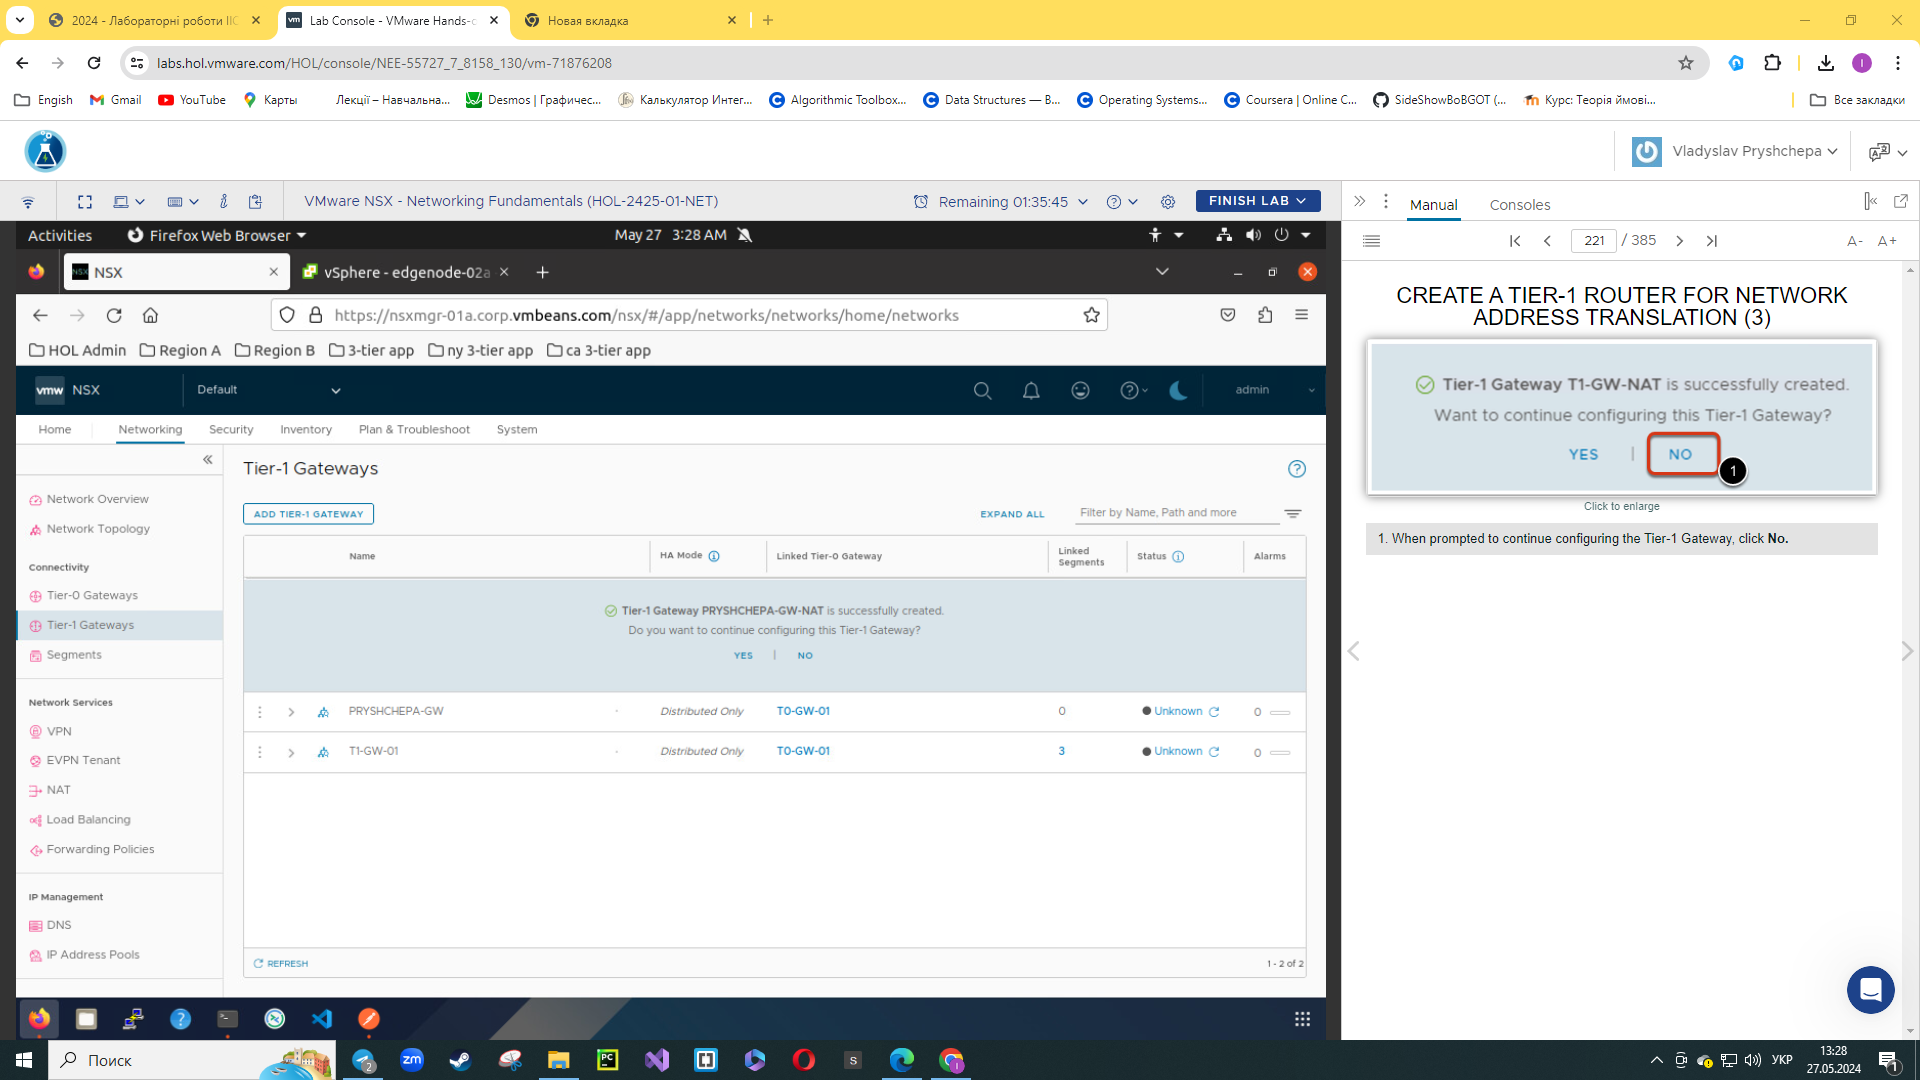 2024 - Лабораторні роботи ІІС
Lab Console - VMware Hands-o
Новая вкладка
labs.hol.vmware.com/HOL/console/NEE-55727_7_8158_130/vm-71876208
Engish
Gmail
YouTube
Карты
Лекції – Навчальна...
Desmos | Графичес...
Калькулятор Интег...
Algorithmic Toolbox...
Data Structures — B...
Operating Systems...
Coursera | Online C...
SideShowBoBGOT (...
Курс: Теорія ймові...
Все закладки
Vladyslav Pryshchepa
VMware NSX - Networking Fundamentals (HOL-2425-01-NET)
Remaining 01:35:45
FINISH LAB
Manual
Consoles
Activities
Firefox Web Browser
May 27 3:28 AM
221 / 385
A- A+
NSX
vSphere - edgenode-02a
https://nsxmgr-01a.corp.vmbeans.com/nsx/#/app/networks/networks/home/networks
HOL Admin
Region A
Region B
3-tier app
ny 3-tier app
ca 3-tier app
vmw NSX
Default
admin
Home
Networking
Security
Inventory
Plan & Troubleshoot
System
Network Overview
Network Topology
Connectivity
Tier-0 Gateways
Tier-1 Gateways
Segments
Network Services
VPN
EVPN Tenant
NAT
Load Balancing
Forwarding Policies
IP Management
DNS
IP Address Pools
Tier-1 Gateways
ADD TIER-1 GATEWAY
EXPAND ALL
Filter by Name, Path and more
Name
HA Mode
Linked Tier-0 Gateway
Linked Segments
Status
Alarms
Tier-1 Gateway PRYSHCHEPA-GW-NAT is successfully created.
Do you want to continue configuring this Tier-1 Gateway?
YES | NO
PRYSHCHEPA-GW Distributed Only T0-GW-01 0 Unknown 0
T1-GW-01 Distributed Only T0-GW-01 3 Unknown 0
REFRESH
1 - 2 of 2
CREATE A TIER-1 ROUTER FOR NETWORK
ADDRESS TRANSLATION (3)
Tier-1 Gateway T1-GW-NAT is successfully created.
Want to continue configuring this Tier-1 Gateway?
YES | NO
1
Click to enlarge
1. When prompted to continue configuring the Tier-1 Gateway, click No.
Поиск
2
zm
PC
S
УКР
13:28
27.05.2024
1